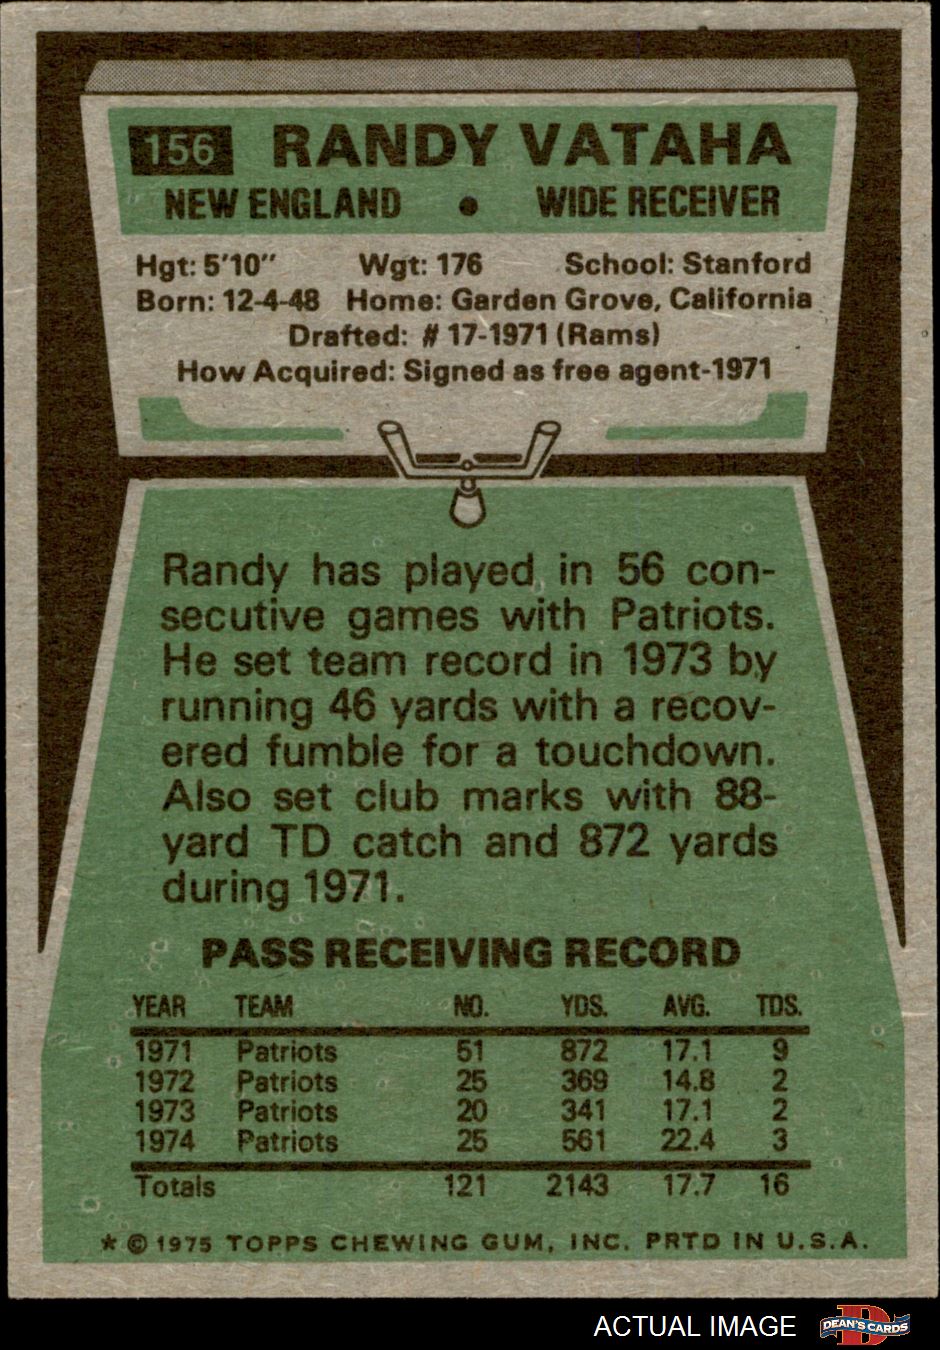 156 RANDY VATAHA
NEW ENGLAND • WIDE RECEIVER
Hgt: 5'10" Wgt: 176 School: Stanford
Born: 12-4-48 Home: Garden Grove, California
Drafted: # 17-1971 (Rams)
How Acquired: Signed as free agent-1971
Randy has played in 56 con-
secutive games with Patriots.
He set team record in 1973 by
running 46 yards with a recov-
ered fumble for a touchdown.
Also set club marks with 88-
yard TD catch and 872 yards
during 1971.
PASS RECEIVING RECORD
YEAR TEAM NO. YDS. AVG. TDS.
1971 Patriots 51 872 17.1 9
1972 Patriots 25 369 14.8 2
1973 Patriots 20 341 17.1 2
1974 Patriots 25 561 22.4 3
Totals 121 2143 17.7 16
* © 1975 TOPPS CHEWING GUM, INC. PRTD IN U.S.A.
ACTUAL IMAGE D DEAN'S CARDS